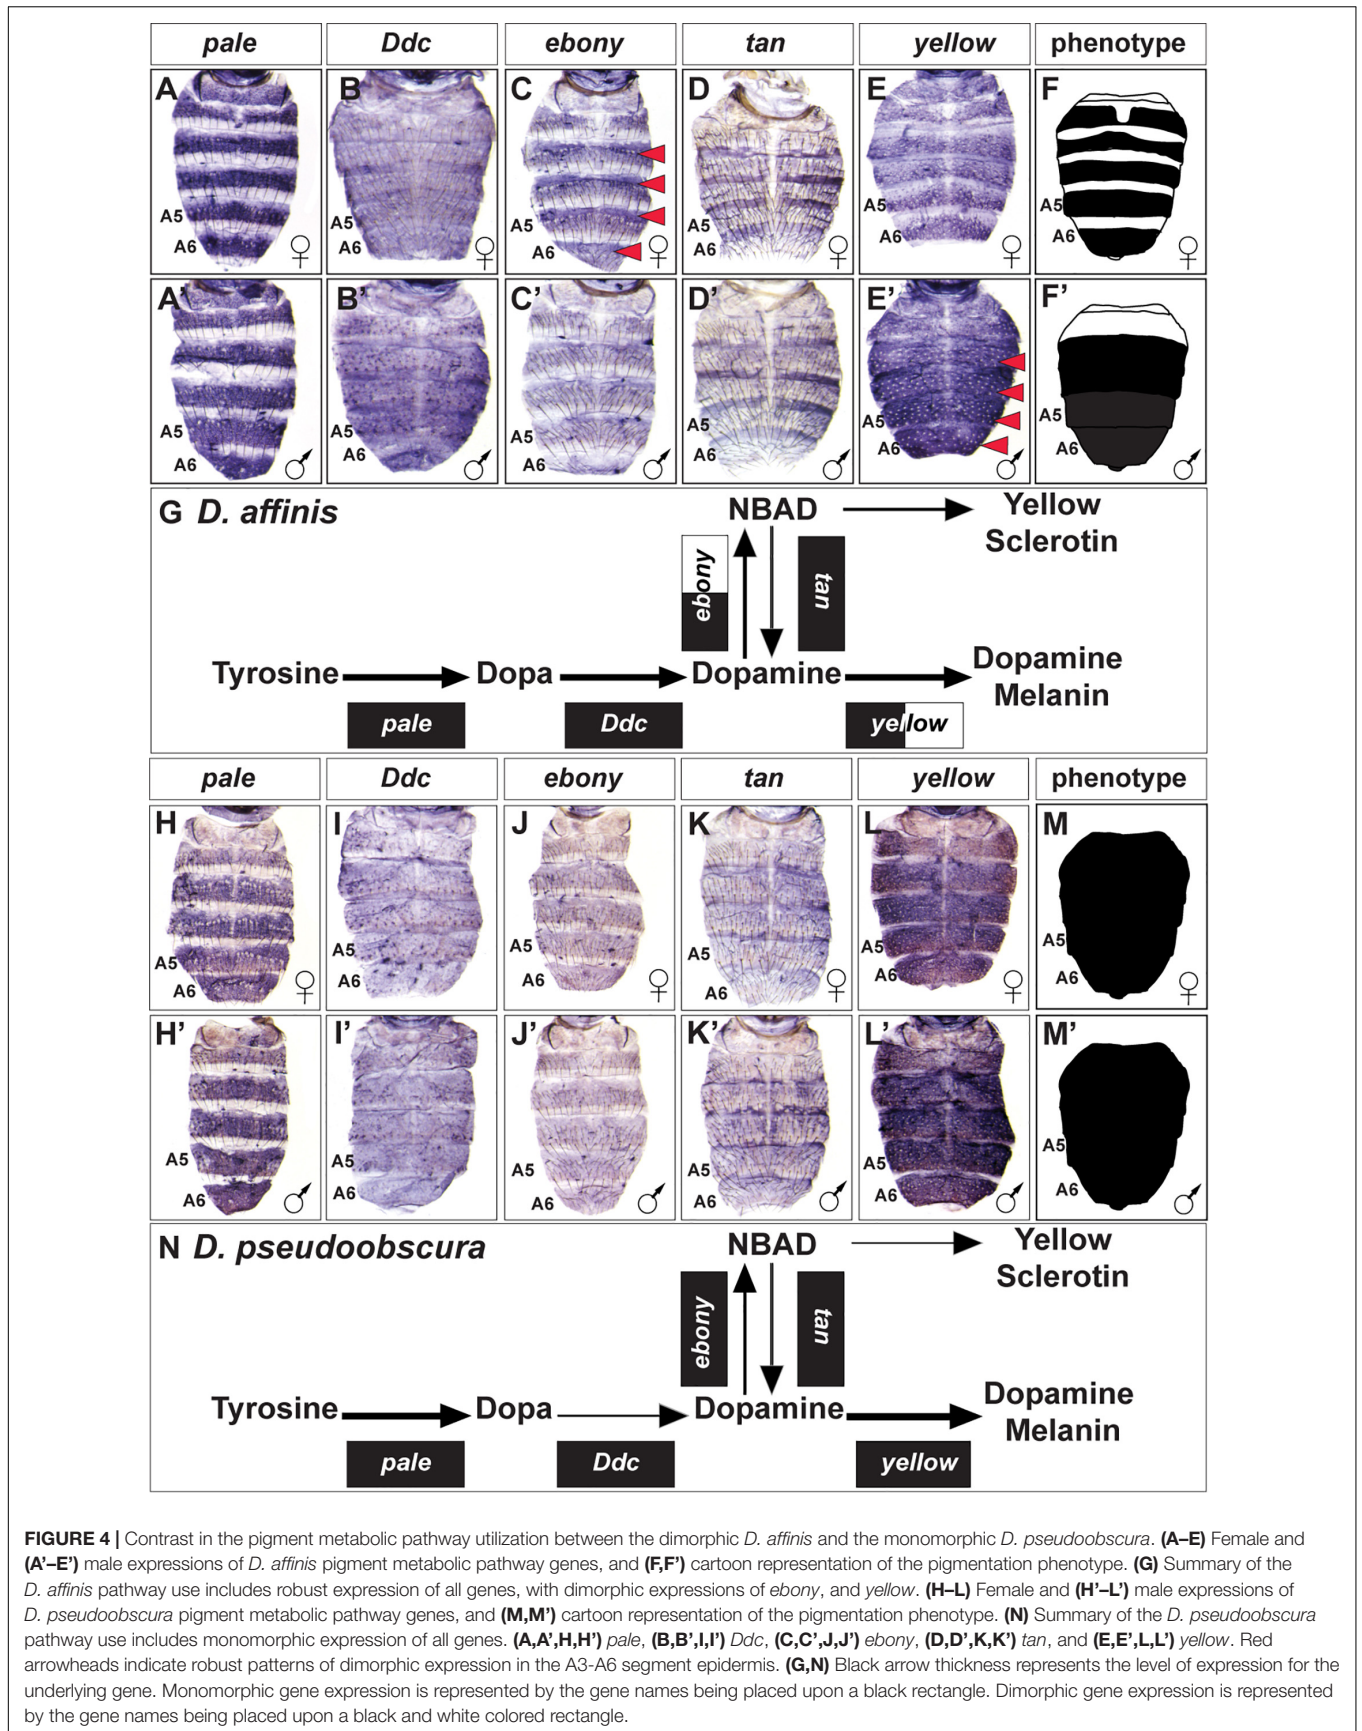 pale Ddc ebony tan yellow phenotype
A B C D E F
A5 A5 A5 A5 A5 A5
A6 A6 A6 A6 A6 A6
♀ ♀ ♀ ♀ ♀ ♀
A’ B’ C’ D’ E’ F’
A5 A5 A5 A5 A5 A5
A6 A6 A6 A6 A6 A6
♂ ♂ ♂ ♂ ♂ ♂
G D. affinis
NBAD
Yellow
Sclerotin
ebony
tan
Tyrosine Dopa Dopamine
Dopamine
Melanin
pale Ddc yellow
pale Ddc ebony tan yellow phenotype
H I J K L M
A5 A5 A5 A5 A5 A5
A6 A6 A6 A6 A6 A6
♀ ♀ ♀ ♀ ♀
H’ I’ J’ K’ L’ M’
A5 A5 A5 A5 A5 A5
A6 A6 A6 A6 A6 A6
♂ ♂ ♂ ♂ ♂
N D. pseudoobscura
NBAD
Yellow
Sclerotin
ebony
tan
Tyrosine Dopa Dopamine
Dopamine
Melanin
pale Ddc yellow
FIGURE 4 | Contrast in the pigment metabolic pathway utilization between the dimorphic D. affinis and the monomorphic D. pseudoobscura. (A–E) Female and
(A’–E’) male expressions of D. affinis pigment metabolic pathway genes, and (F,F’) cartoon representation of the pigmentation phenotype. (G) Summary of the
D. affinis pathway use includes robust expression of all genes, with dimorphic expressions of ebony, and yellow. (H–L) Female and (H’–L’) male expressions of
D. pseudoobscura pigment metabolic pathway genes, and (M,M’) cartoon representation of the pigmentation phenotype. (N) Summary of the D. pseudoobscura
pathway use includes monomorphic expression of all genes. (A,A’,H,H’) pale, (B,B’,I,I’) Ddc, (C,C’,J,J’) ebony, (D,D’,K,K’) tan, and (E,E’,L,L’) yellow. Red
arrowheads indicate robust patterns of dimorphic expression in the A3-A6 segment epidermis. (G,N) Black arrow thickness represents the level of expression for the
underlying gene. Monomorphic gene expression is represented by the gene names being placed upon a black rectangle. Dimorphic gene expression is represented
by the gene names being placed upon a black and white colored rectangle.